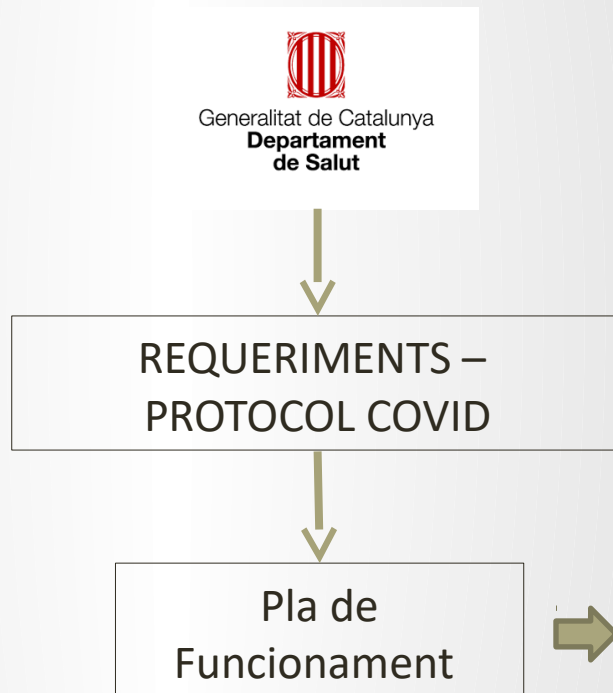 Generalitat de Catalunya
Departament
de Salut
REQUERIMENTS –
PROTOCOL COVID
Pla de
Funcionament